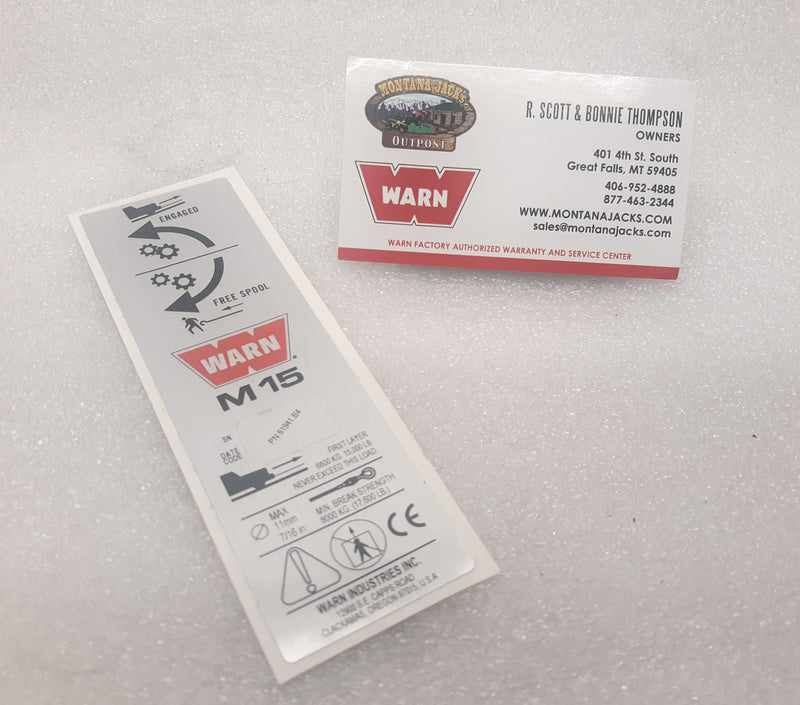 MONTANA JACK'S
OUTPOST
WARN
R. SCOTT & BONNIE THOMPSON
OWNERS
401 4th St. South
Great Falls, MT 59405
406-952-4888
877-463-2344
WWW.MONTANAJACKS.COM
sales@montanajacks.com
WARN FACTORY AUTHORIZED WARRANTY AND SERVICE CENTER
ENGAGED
FREE SPOOL
WARN
M15
SN
DATE
CODE
PN 61941 B4
FIRST LAYER
6800 KG. 15,000 LB
NEVER EXCEED THIS LOAD
MAX
11mm
7/16 in
MIN. BREAK STRENGTH
8000 KG. (17,600 LB.)
CE
WARN INDUSTRIES INC.
12900 S.E. CAPPS ROAD
CLACKAMAS, OREGON 97015, U.S.A